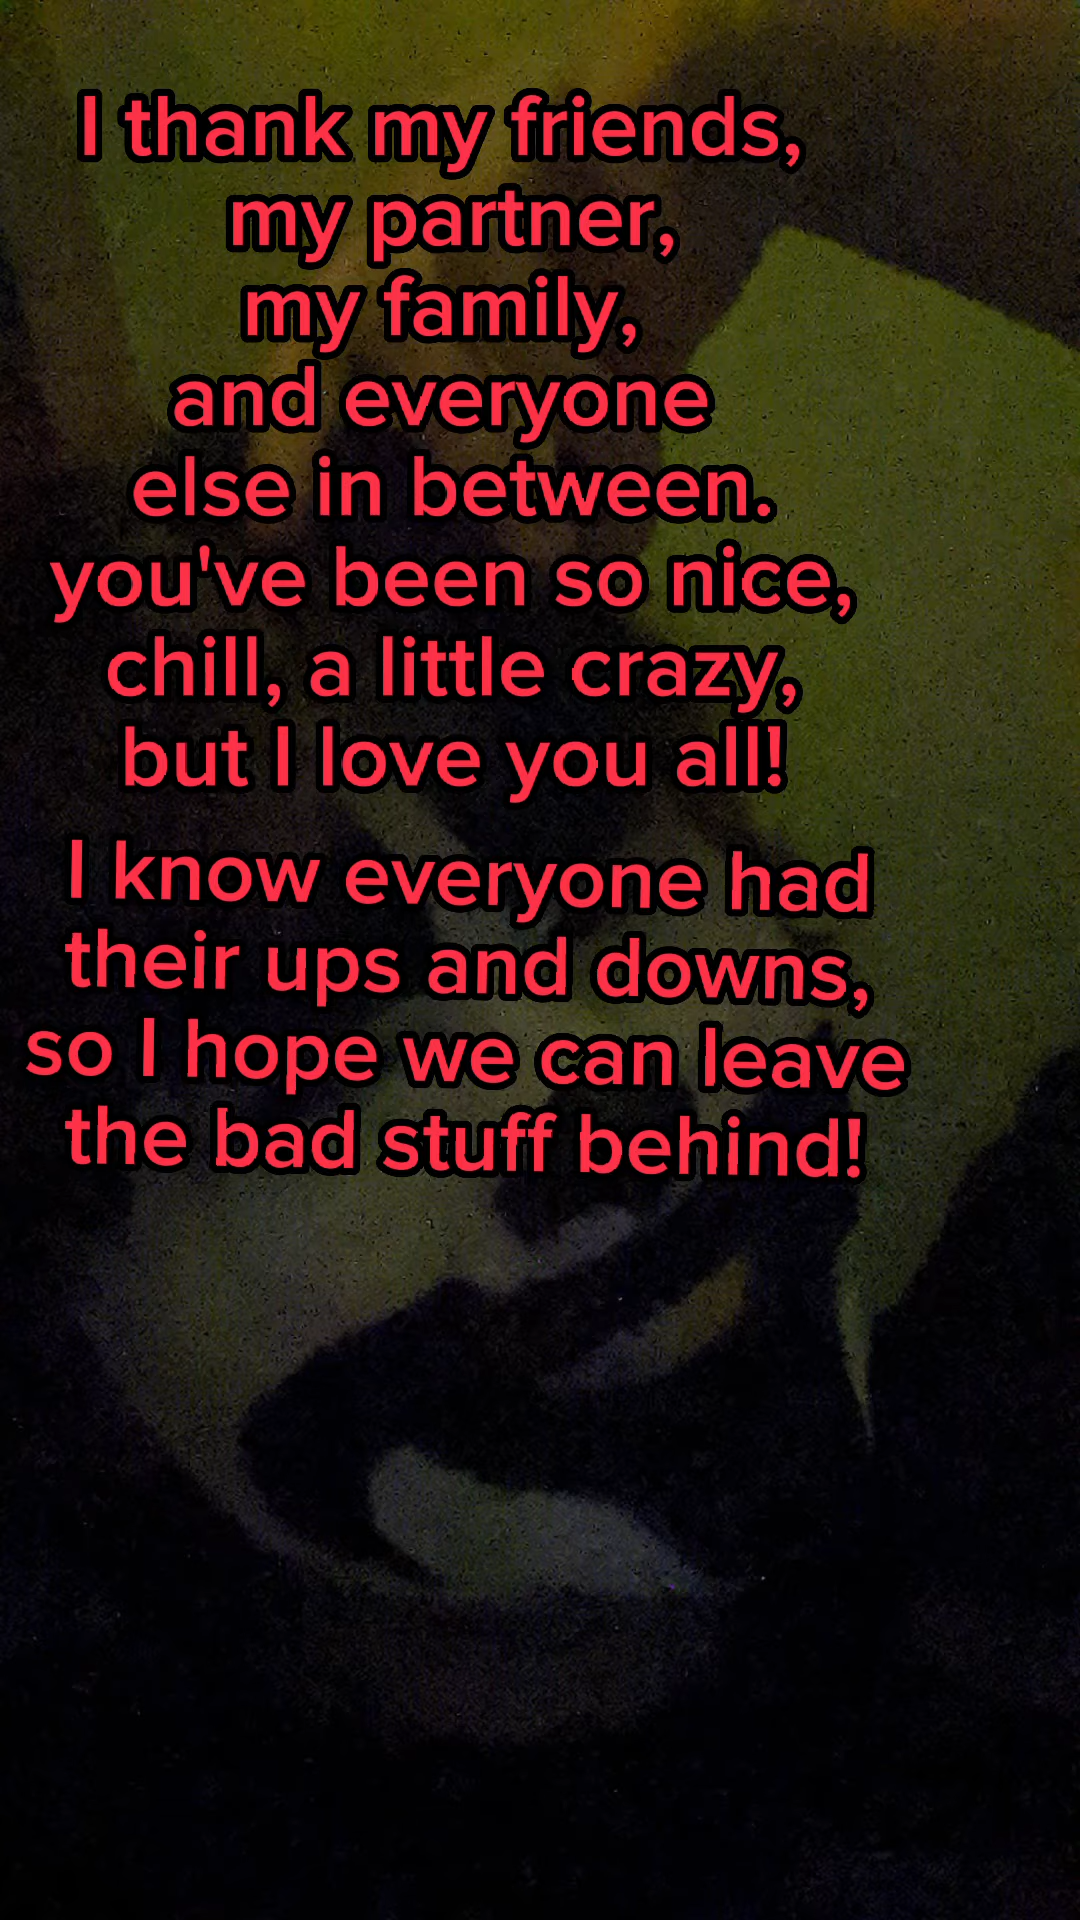 I thank my friends,
my partner,
my family,
and everyone
else in between.
you've been so nice,
chill, a little crazy,
but I love you all!
I know everyone had
their ups and downs,
so I hope we can leave
the bad stuff behind!